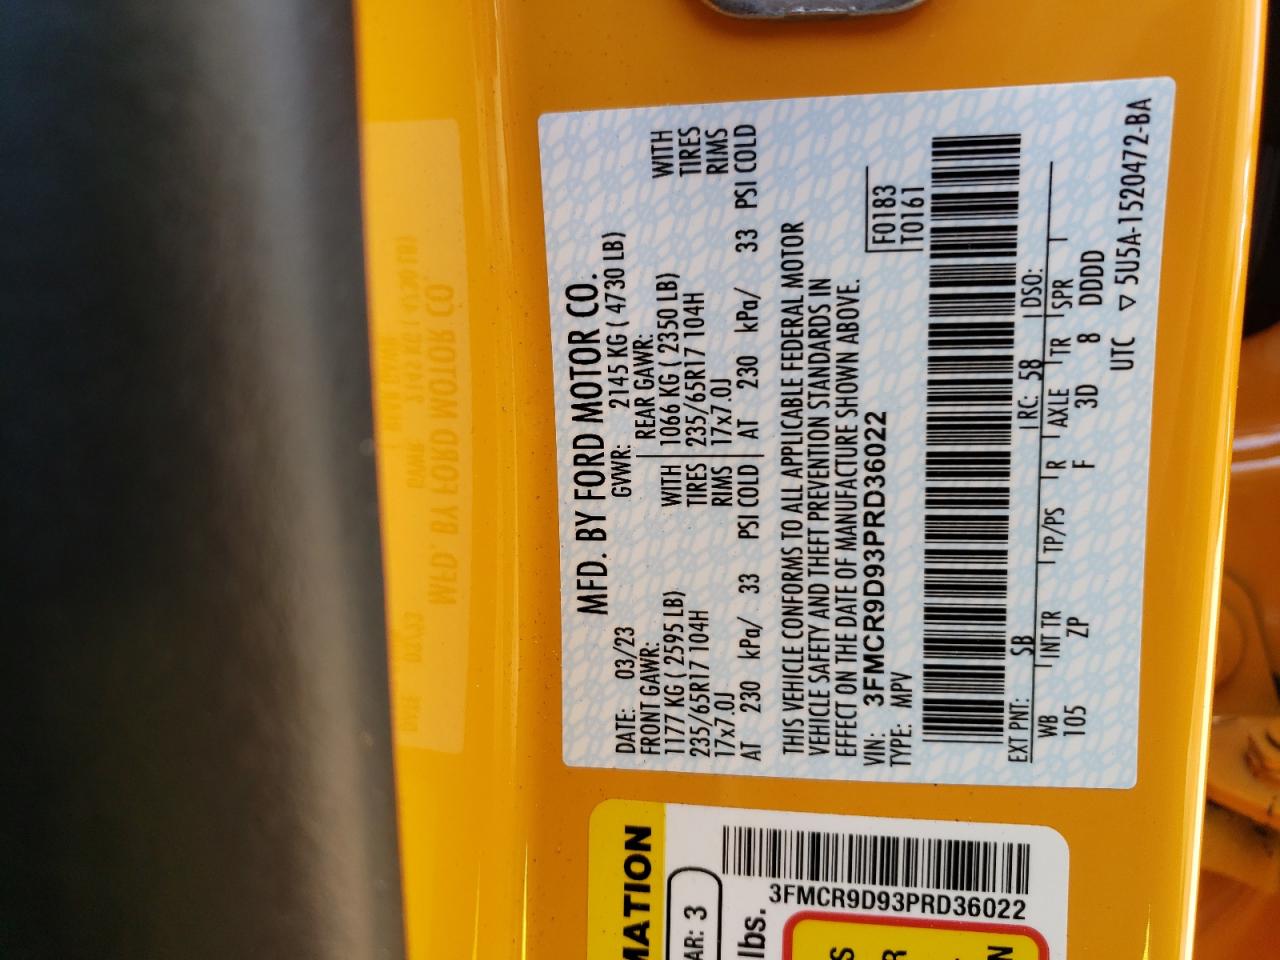 MFD. BY FORD MOTOR CO.
DATE: 03/23 GVWR: 2145 KG ( 4730 LB)
FRONT GAWR: REAR GAWR:
1177 KG ( 2595 LB) WITH 1066 KG ( 2350 LB) WITH
235/65R17 104H TIRES 235/65R17 104H TIRES
17x7.0J RIMS 17x7.0J RIMS
AT 230 kPa/ 33 PSI COLD AT 230 kPa/ 33 PSI COLD
THIS VEHICLE CONFORMS TO ALL APPLICABLE FEDERAL MOTOR
VEHICLE SAFETY AND THEFT PREVENTION STANDARDS IN
EFFECT ON THE DATE OF MANUFACTURE SHOWN ABOVE.
VIN: 3FMCR9D93PRD36022 F0183
TYPE: MPV T0161
EXT PNT: SB RC: 58 DSO:
WB INT TR TP/PS R AXLE TR SPR
105 ZP F 3D 8 DDDD
UTC ▽ 5U5A-1520472-BA
MATION
AR: 3
3FMCR9D93PRD36022
lbs.